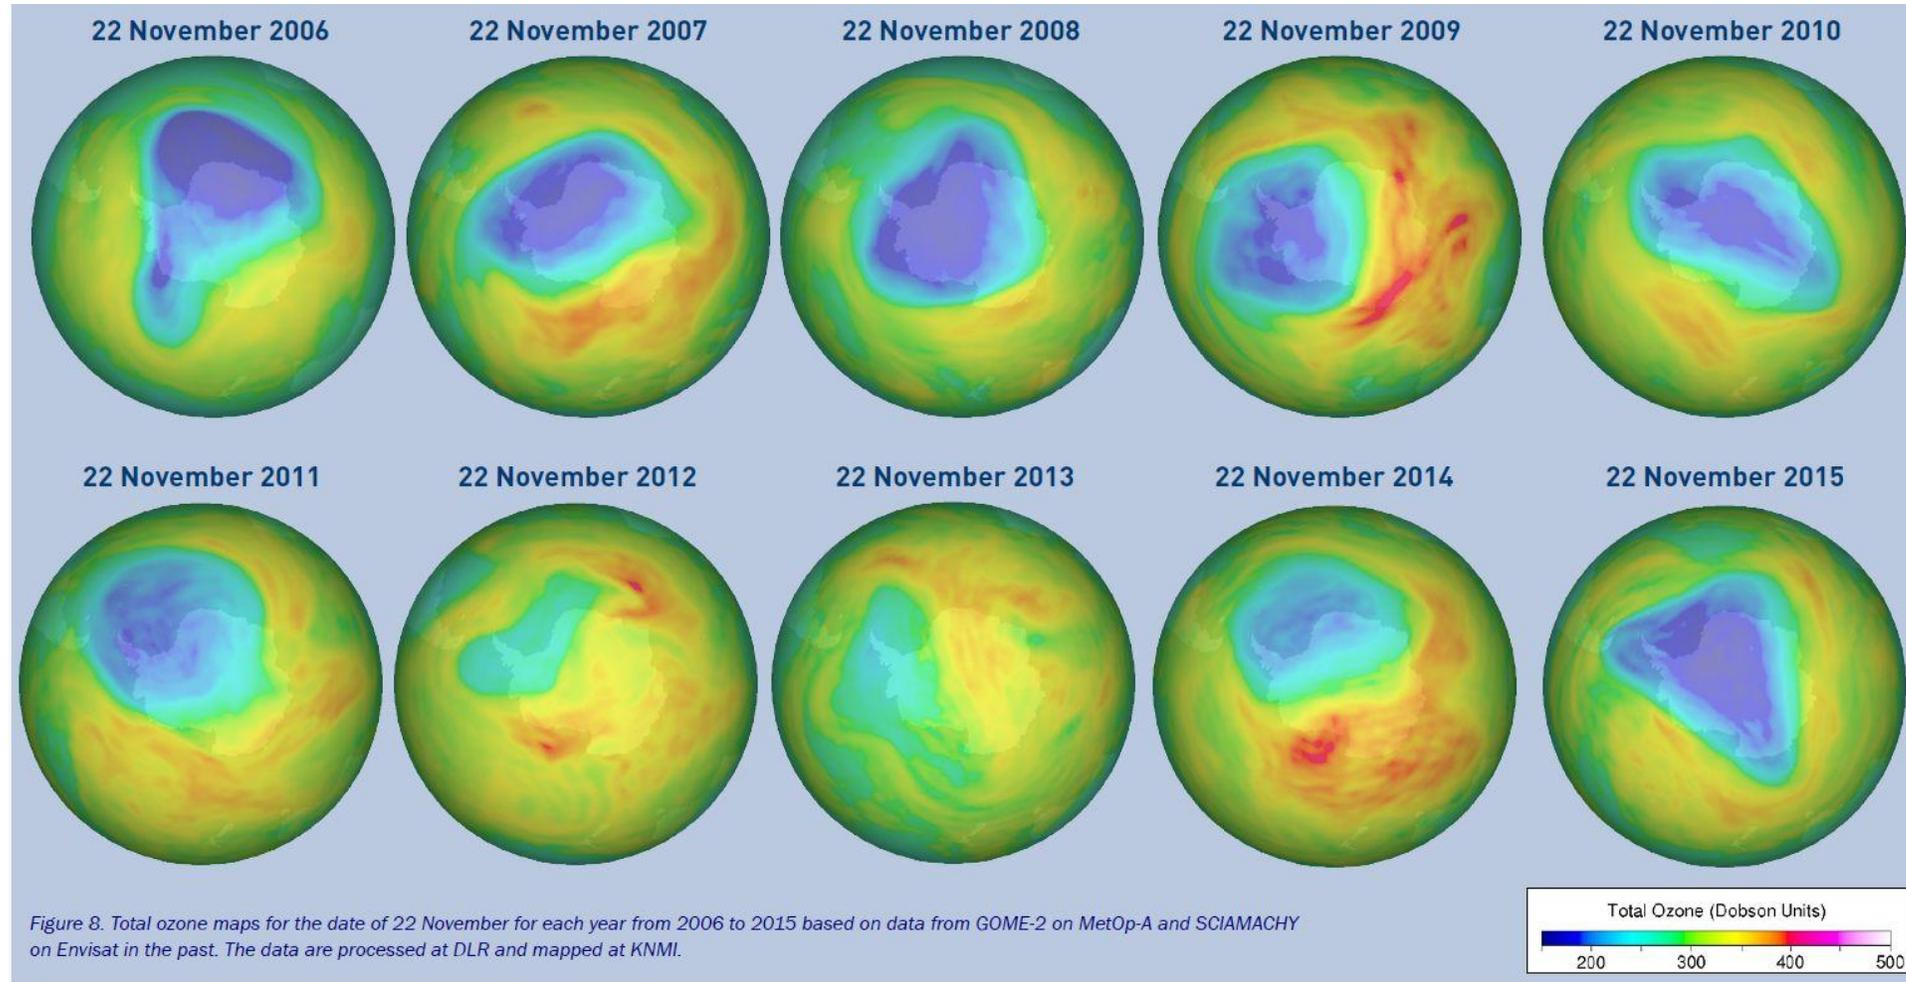 22 November 2006
22 November 2007
22 November 2008
22 November 2009
22 November 2010
22 November 2011
22 November 2012
22 November 2013
22 November 2014
22 November 2015
Figure 8. Total ozone maps for the date of 22 November for each year from 2006 to 2015 based on data from GOME-2 on MetOp-A and SCIAMACHY
on Envisat in the past. The data are processed at DLR and mapped at KNMI.
Total Ozone (Dobson Units)
200 300 400 500